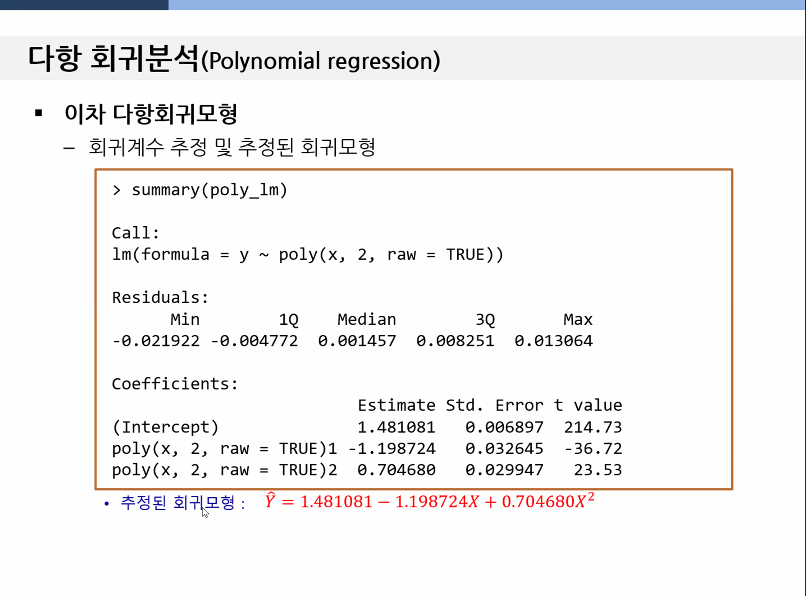 다항 회귀분석(Polynomial regression)
▪ 이차 다항회귀모형
– 회귀계수 추정 및 추정된 회귀모형
> summary(poly_lm)
Call:
lm(formula = y ~ poly(x, 2, raw = TRUE))
Residuals:
Min 1Q Median 3Q Max
-0.021922 -0.004772 0.001457 0.008251 0.013064
Coefficients:
Estimate Std. Error t value
(Intercept) 1.481081 0.006897 214.73
poly(x, 2, raw = TRUE)1 -1.198724 0.032645 -36.72
poly(x, 2, raw = TRUE)2 0.704680 0.029947 23.53
• 추정된 회귀모형 : Ŷ = 1.481081 − 1.198724X + 0.704680X²